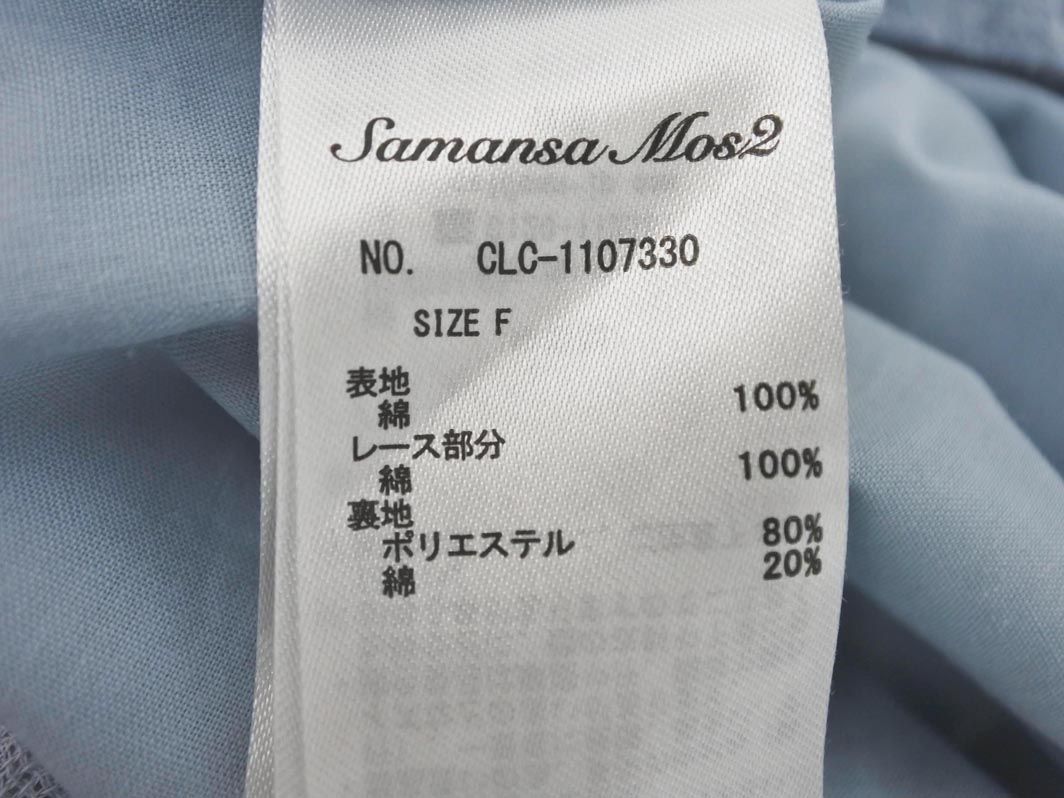 Samansa Mos2
NO. CLC-1107330
SIZE F
表地
綿 100%
レース部分
綿 100%
裏地
ポリエステル 80%
綿 20%